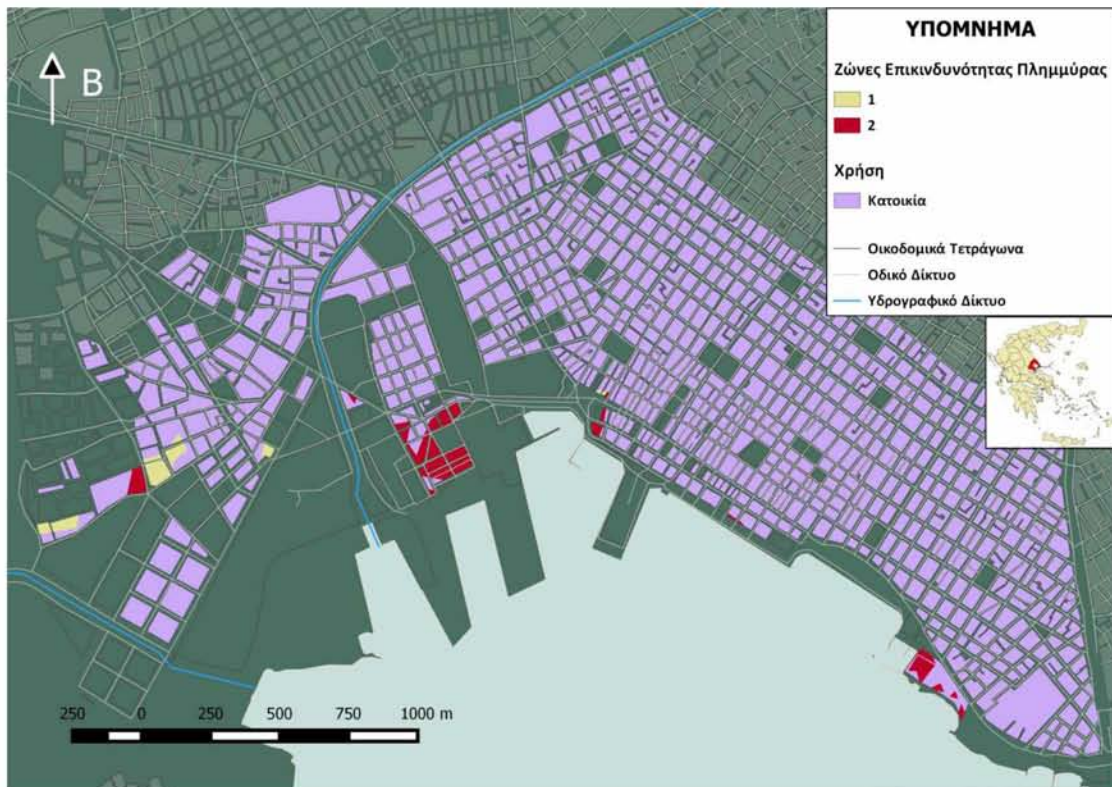 ΥΠΟΜΝΗΜΑ
Ζώνες Επικινδυνότητας Πλημμύρας
1
2
Χρήση
Κατοικία
Οικοδομικά Τετράγωνα
Οδικό Δίκτυο
Υδρογραφικό Δίκτυο
Β
250 0 250 500 750 1000 m